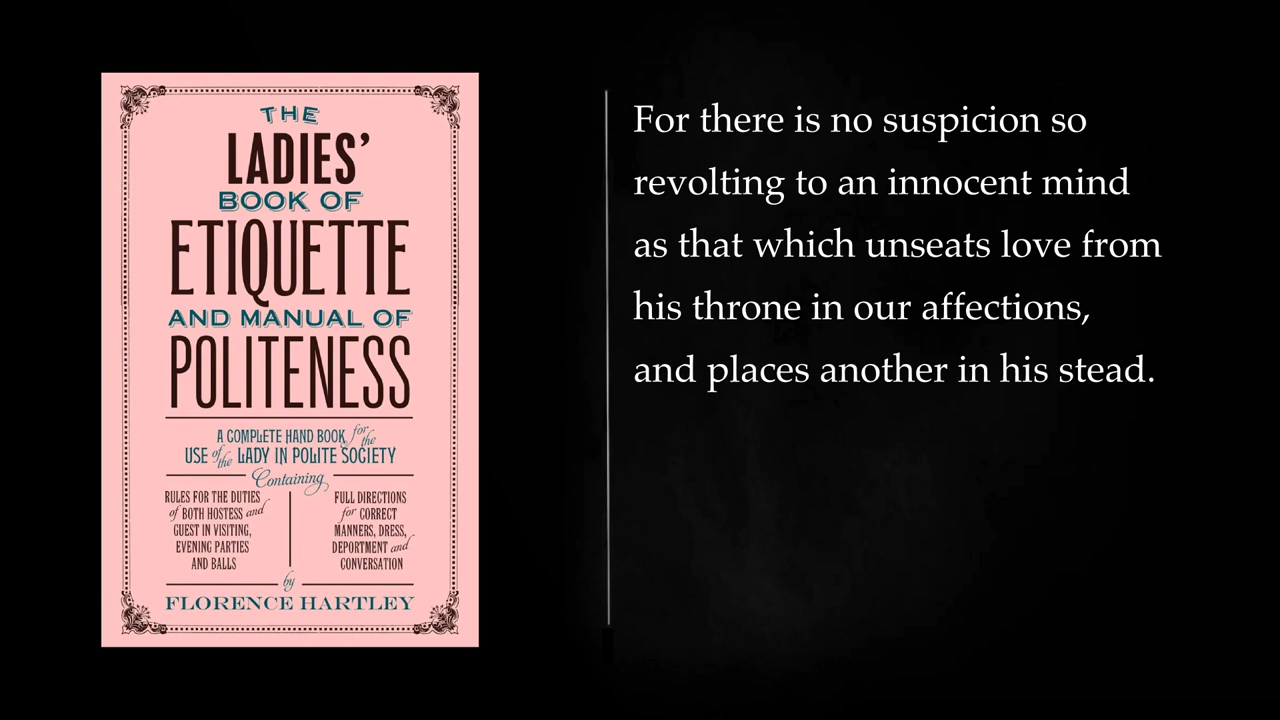 THE
LADIES'
BOOK OF
ETIQUETTE
AND MANUAL OF
POLITENESS
A COMPLETE HAND BOOK for the
USE of the LADY IN POLITE SOCIETY
Containing
RULES FOR THE DUTIES
of BOTH HOSTESS and
GUEST IN VISITING,
EVENING PARTIES
AND BALLS
FULL DIRECTIONS
for CORRECT
MANNERS, DRESS,
DEPORTMENT and
CONVERSATION
by
FLORENCE HARTLEY
For there is no suspicion so
revolting to an innocent mind
as that which unseats love from
his throne in our affections,
and places another in his stead.